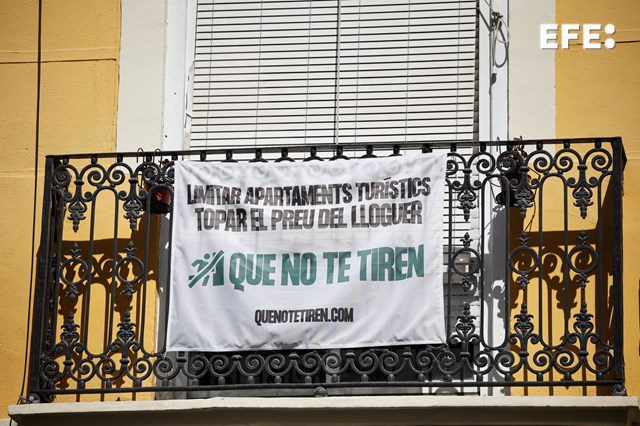 EFE:
LIMITAR APARTAMENTS TURÍSTICS
TOPAR EL PREU DEL LLOGUER
QUE NO TE TIREN
QUENOTETIREN.COM